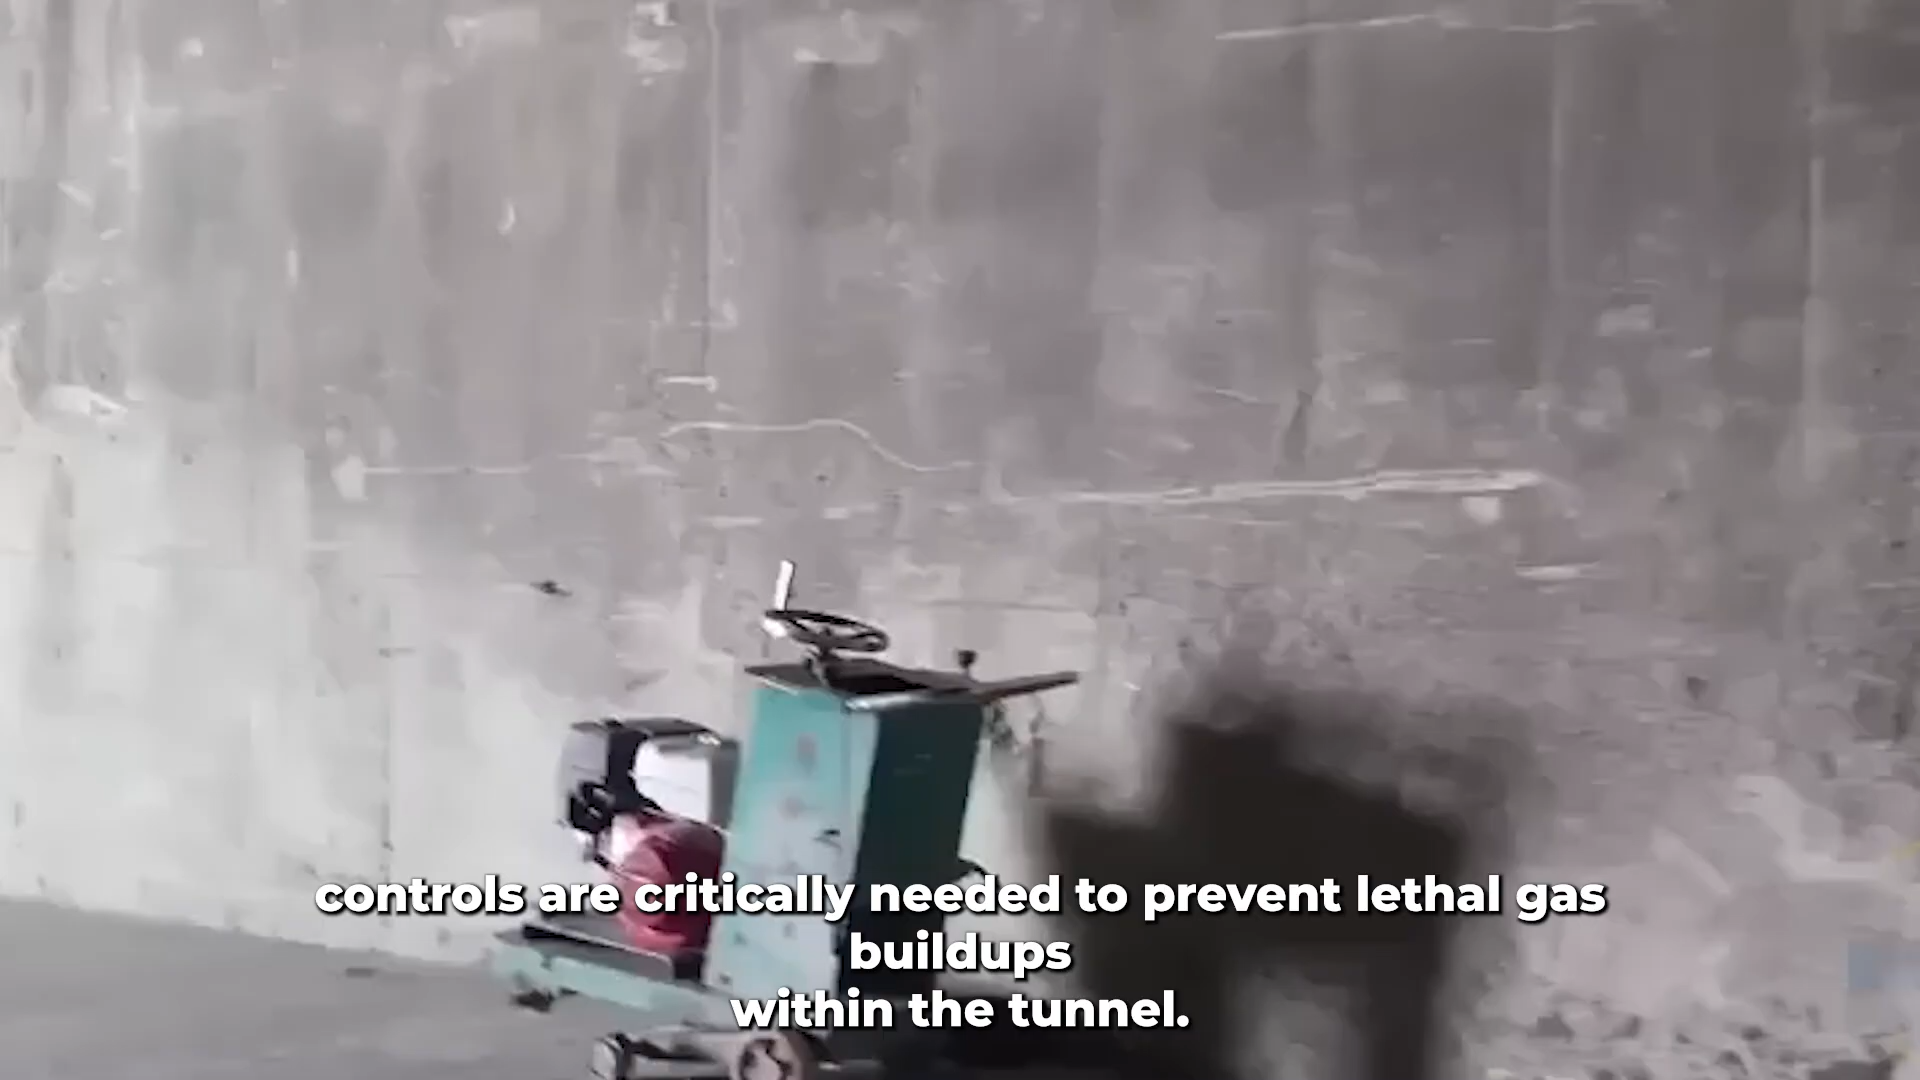 controls are critically needed to prevent lethal gas
buildups
within the tunnel.